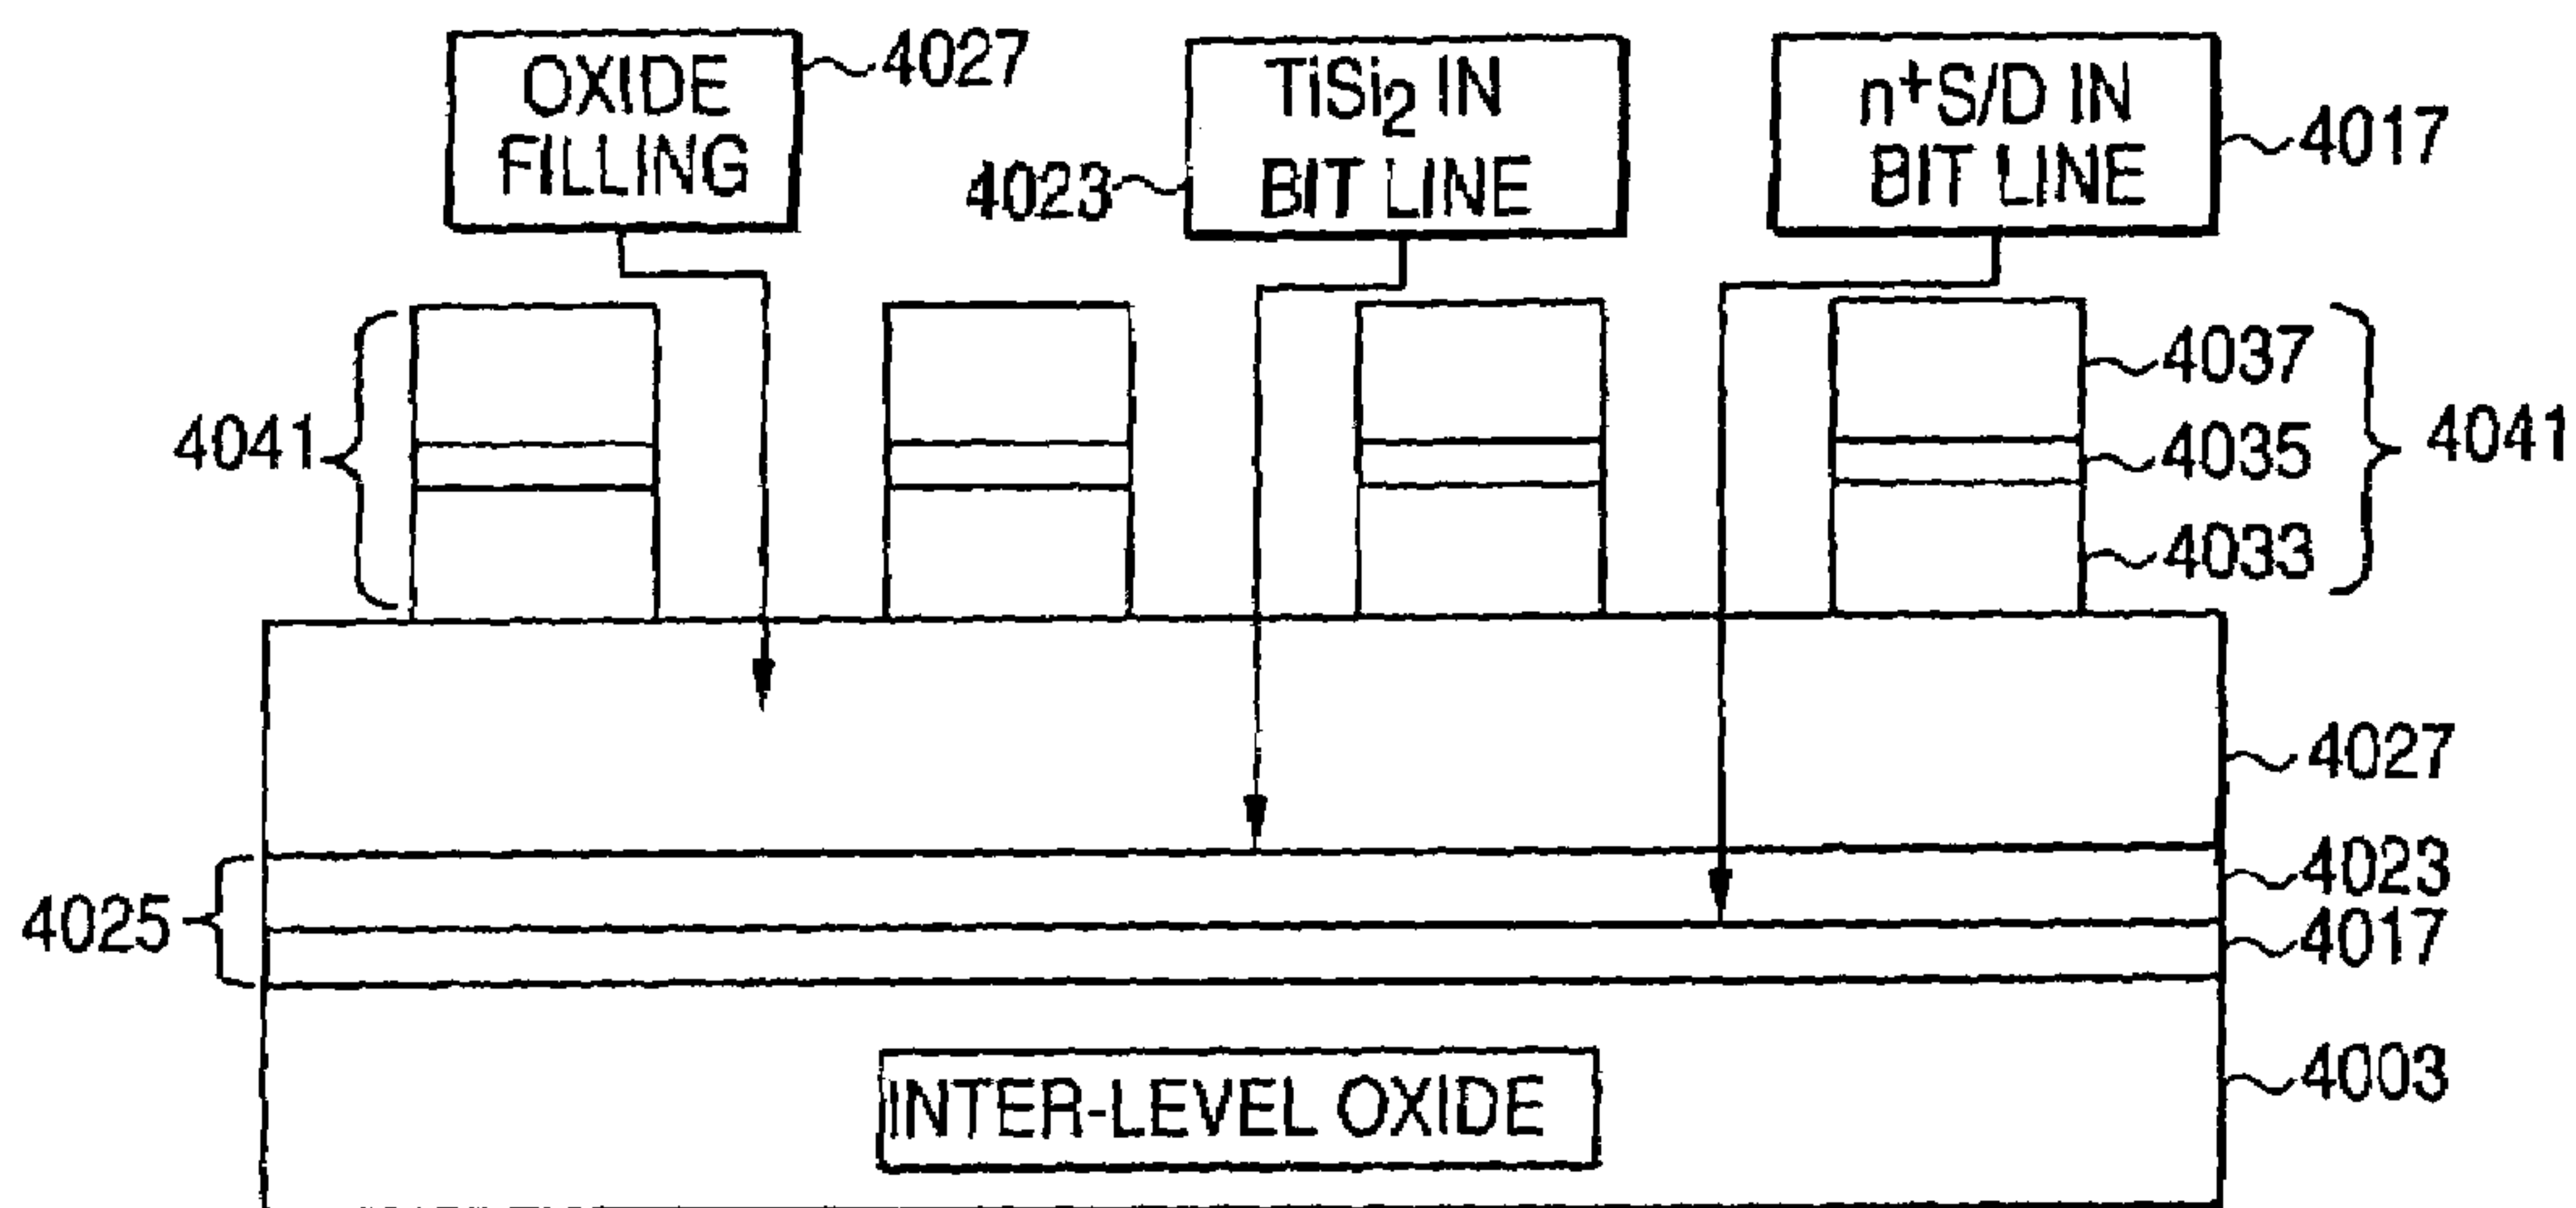 OXIDE
FILLING
4027
4023
TiSi2 IN
BIT LINE
n+S/D IN
BIT LINE
4017
4041
4037
4035
4033
4041
4027
4025
4023
4017
4003
INTER-LEVEL OXIDE